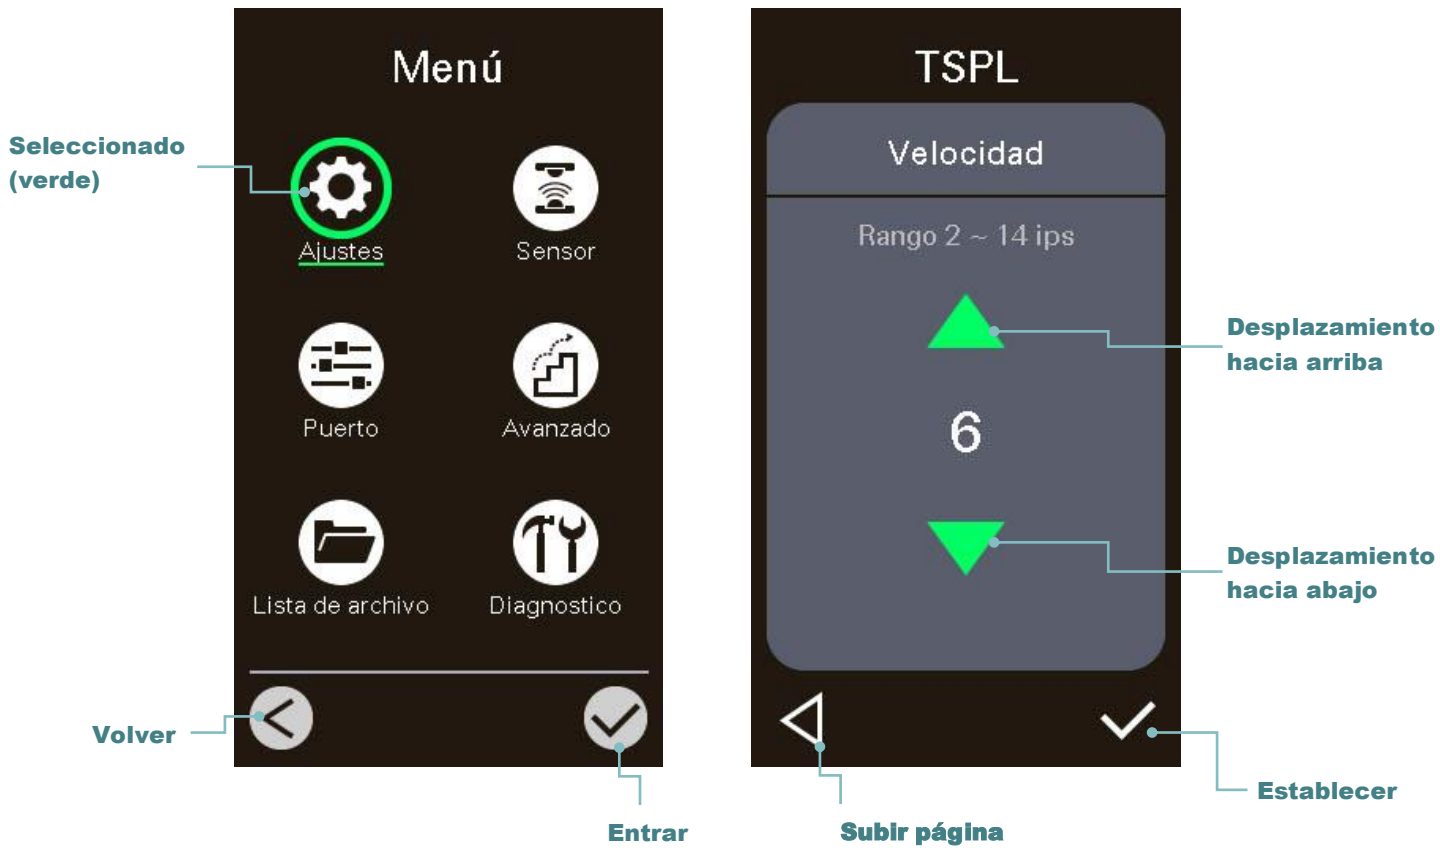 Menú
Seleccionado
(verde)
Ajustes
Sensor
Puerto
Avanzado
Lista de archivo
Diagnostico
Volver
Entrar
TSPL
Velocidad
Rango 2 ~ 14 ips
Desplazamiento
hacia arriba
6
Desplazamiento
hacia abajo
Establecer
Subir página